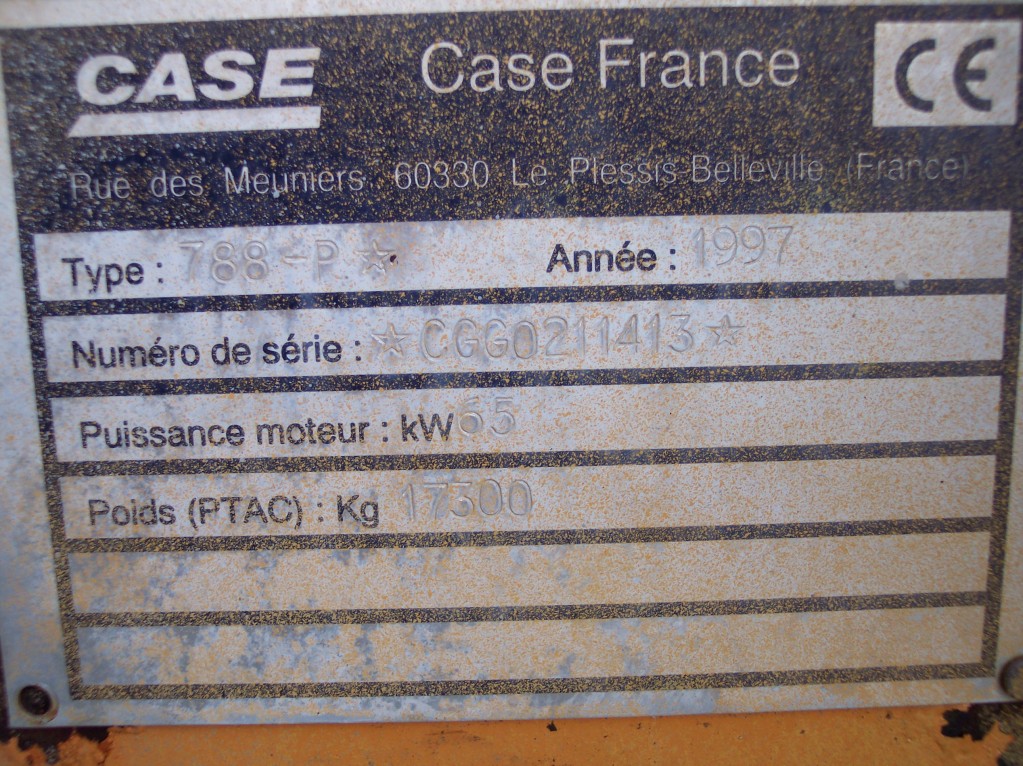 CASE Case France CE
Rue des Meuniers 60330 Le Plessis-Belleville (France)
Type : 788-P ☆ Année : 1997
Numéro de série : ☆ CGG0211413 ☆
Puissance moteur : kW 65
Poids (PTAC) : Kg 17300